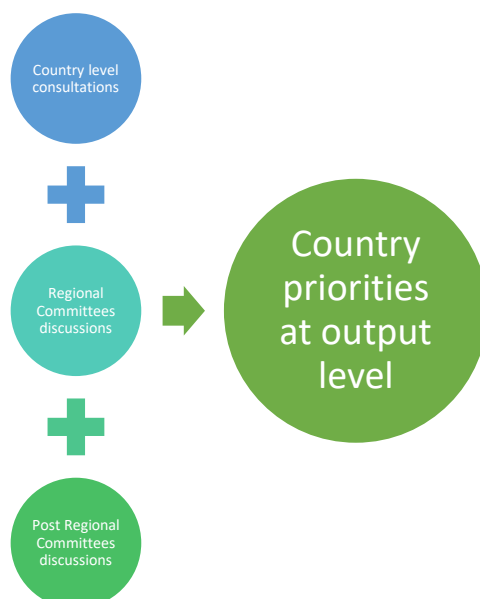 Country level
consultations
Regional
Committees
discussions
Post Regional
Committees
discussions
Country
priorities
at output
level